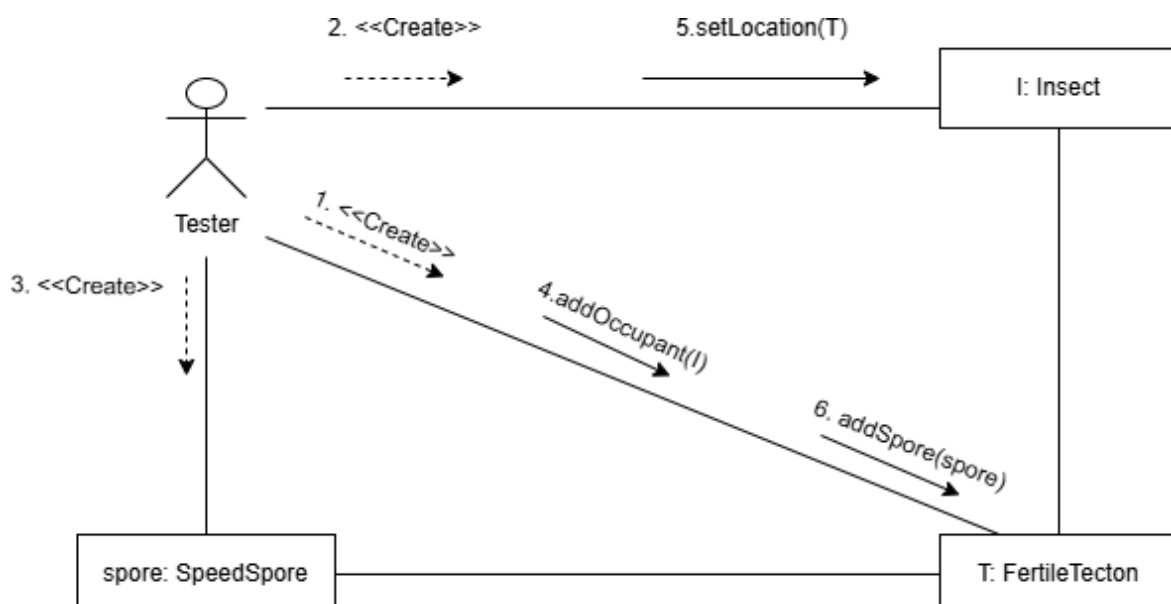 2. <<Create>>
5.setLocation(T)
I: Insect
Tester
1. <<Create>>
3. <<Create>>
4.addOccupant(I)
6. addSpore(spore)
spore: SpeedSpore
T: FertileTecton